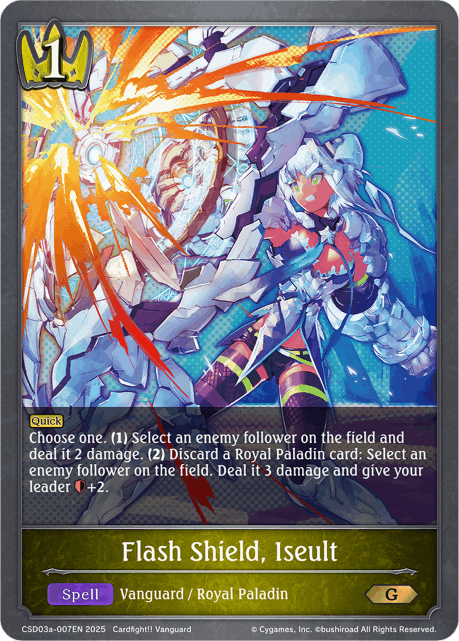 1
Quick
Choose one. (1) Select an enemy follower on the field and
deal it 2 damage. (2) Discard a Royal Paladin card: Select an
enemy follower on the field. Deal it 3 damage and give your
leader +2.
Flash Shield, Iseult
Spell Vanguard / Royal Paladin G
CSD03a-007EN 2025 Cardfight!! Vanguard © Cygames, Inc. ©bushiroad All Rights Reserved.